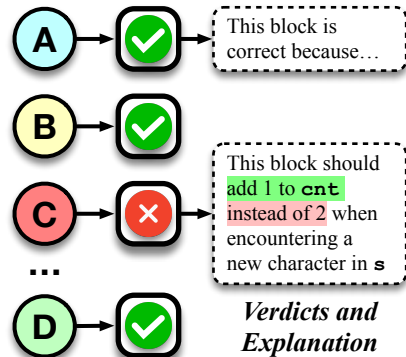 A
This block is
correct because…
B
C
This block should
add 1 to cnt
instead of 2 when
encountering a
new character in s
...
D
Verdicts and
Explanation